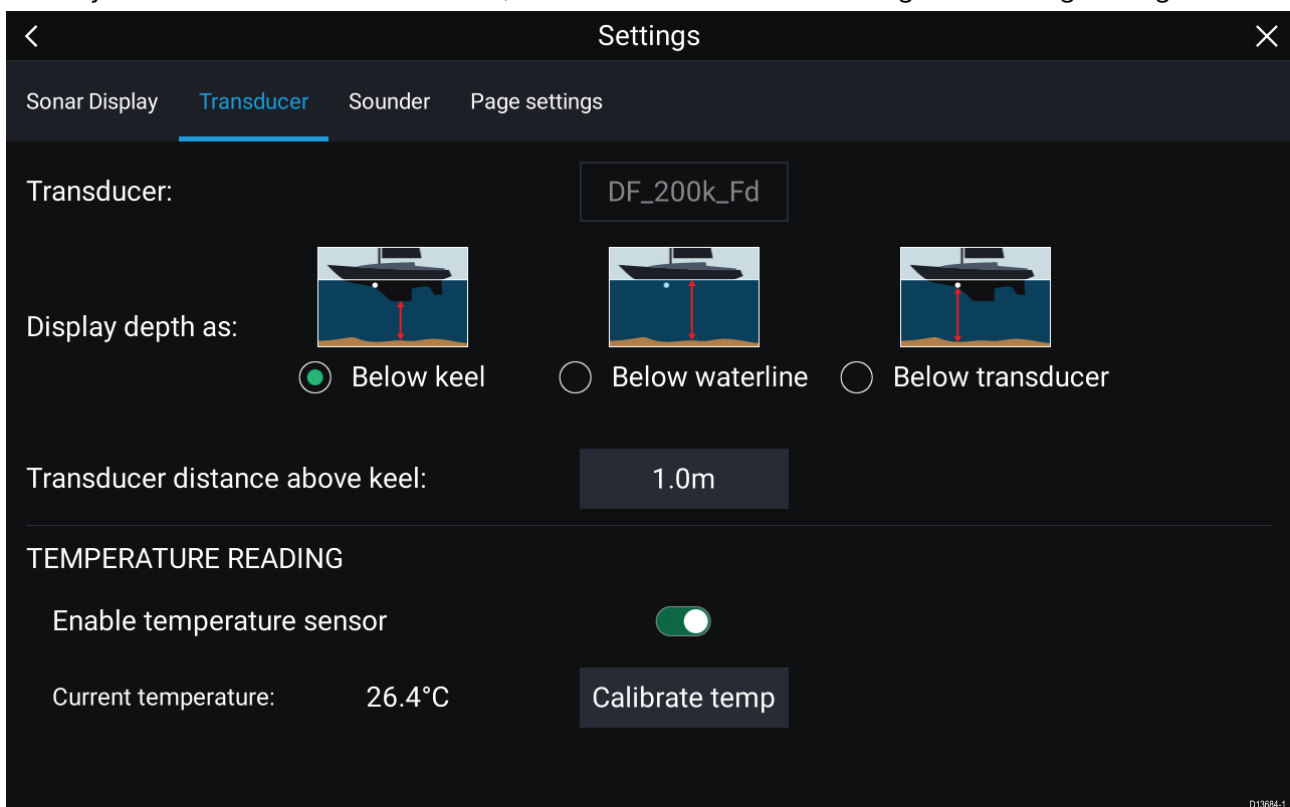 Settings
Sonar Display Transducer Sounder Page settings
Transducer: DF_200k_Fd
Display depth as:
Below keel Below waterline Below transducer
Transducer distance above keel: 1.0m
TEMPERATURE READING
Enable temperature sensor
Current temperature: 26.4°C Calibrate temp
D13684-1